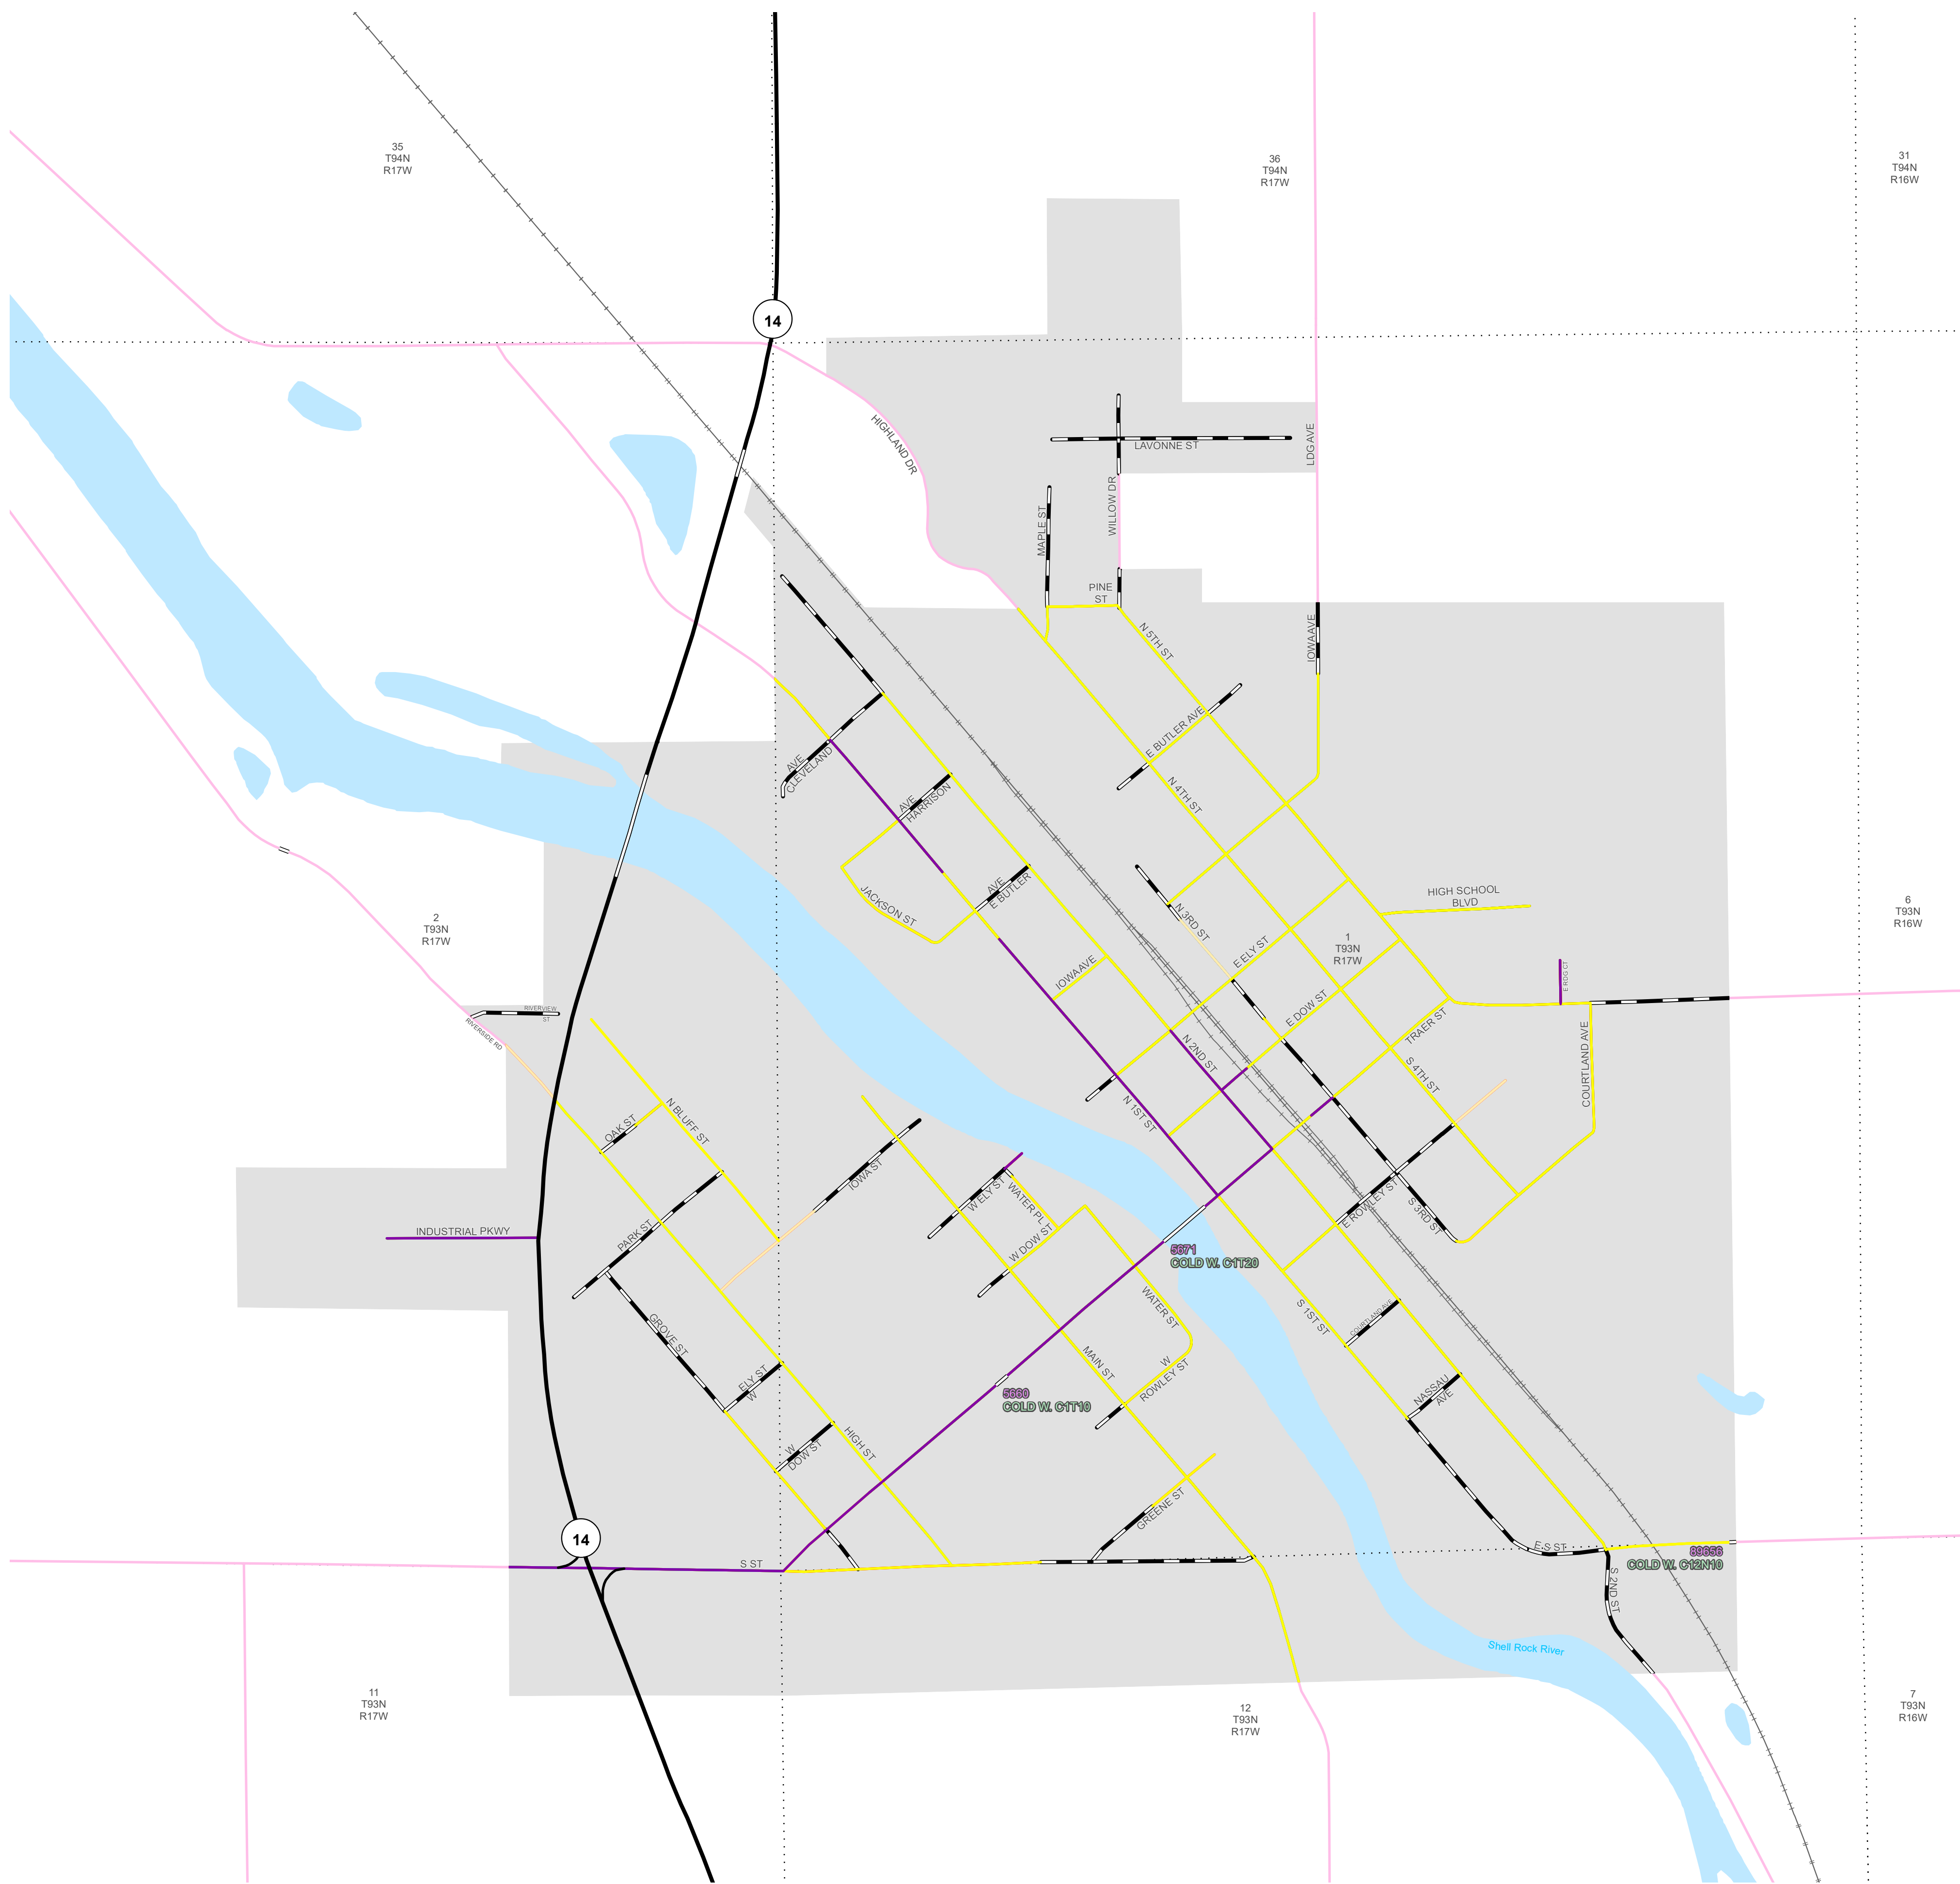 35
T94N
R17W
36
T94N
R17W
31
T94N
R16W
14
HIGHLAND DR
LDG AVE
LAVONNE ST
MAPLE ST
WILLOW DR
PINE
ST
N 5TH ST
IOWA AVE
E BUTLER AVE
AVE
CLEVELAND
AVE
HARRISON
N 4TH ST
AVE
E BUTLER
JACKSON ST
HIGH SCHOOL
BLVD
N 3RD ST
2
T93N
R17W
1
T93N
R17W
6
T93N
R16W
E ELY ST
IOWA AVE
E RDG CT
E DOW ST
RIVERVIEW
ST
RIVERSIDE RD
TRAER ST
N 2ND ST
COURTLAND AVE
S 4TH ST
N 1ST ST
N BLUFF ST
OAK ST
IOWA ST
W ELY ST
WATER PL
E ROWLEY ST
S 3RD ST
INDUSTRIAL PKWY
PARK ST
W DOW ST
5671
COLD W. C1T20
WATER ST
S 1ST ST
COURTLAND AVE
GROVE ST
MAIN ST
W
ROWLEY ST
ELY ST
W
NASSAU
AVE
5660
COLD W. C1T10
W
DOW ST
HIGH ST
GREENE ST
14
S ST
E S ST
89656
COLD W. C12N10
S 2ND ST
Shell Rock River
11
T93N
R17W
12
T93N
R17W
7
T93N
R16W